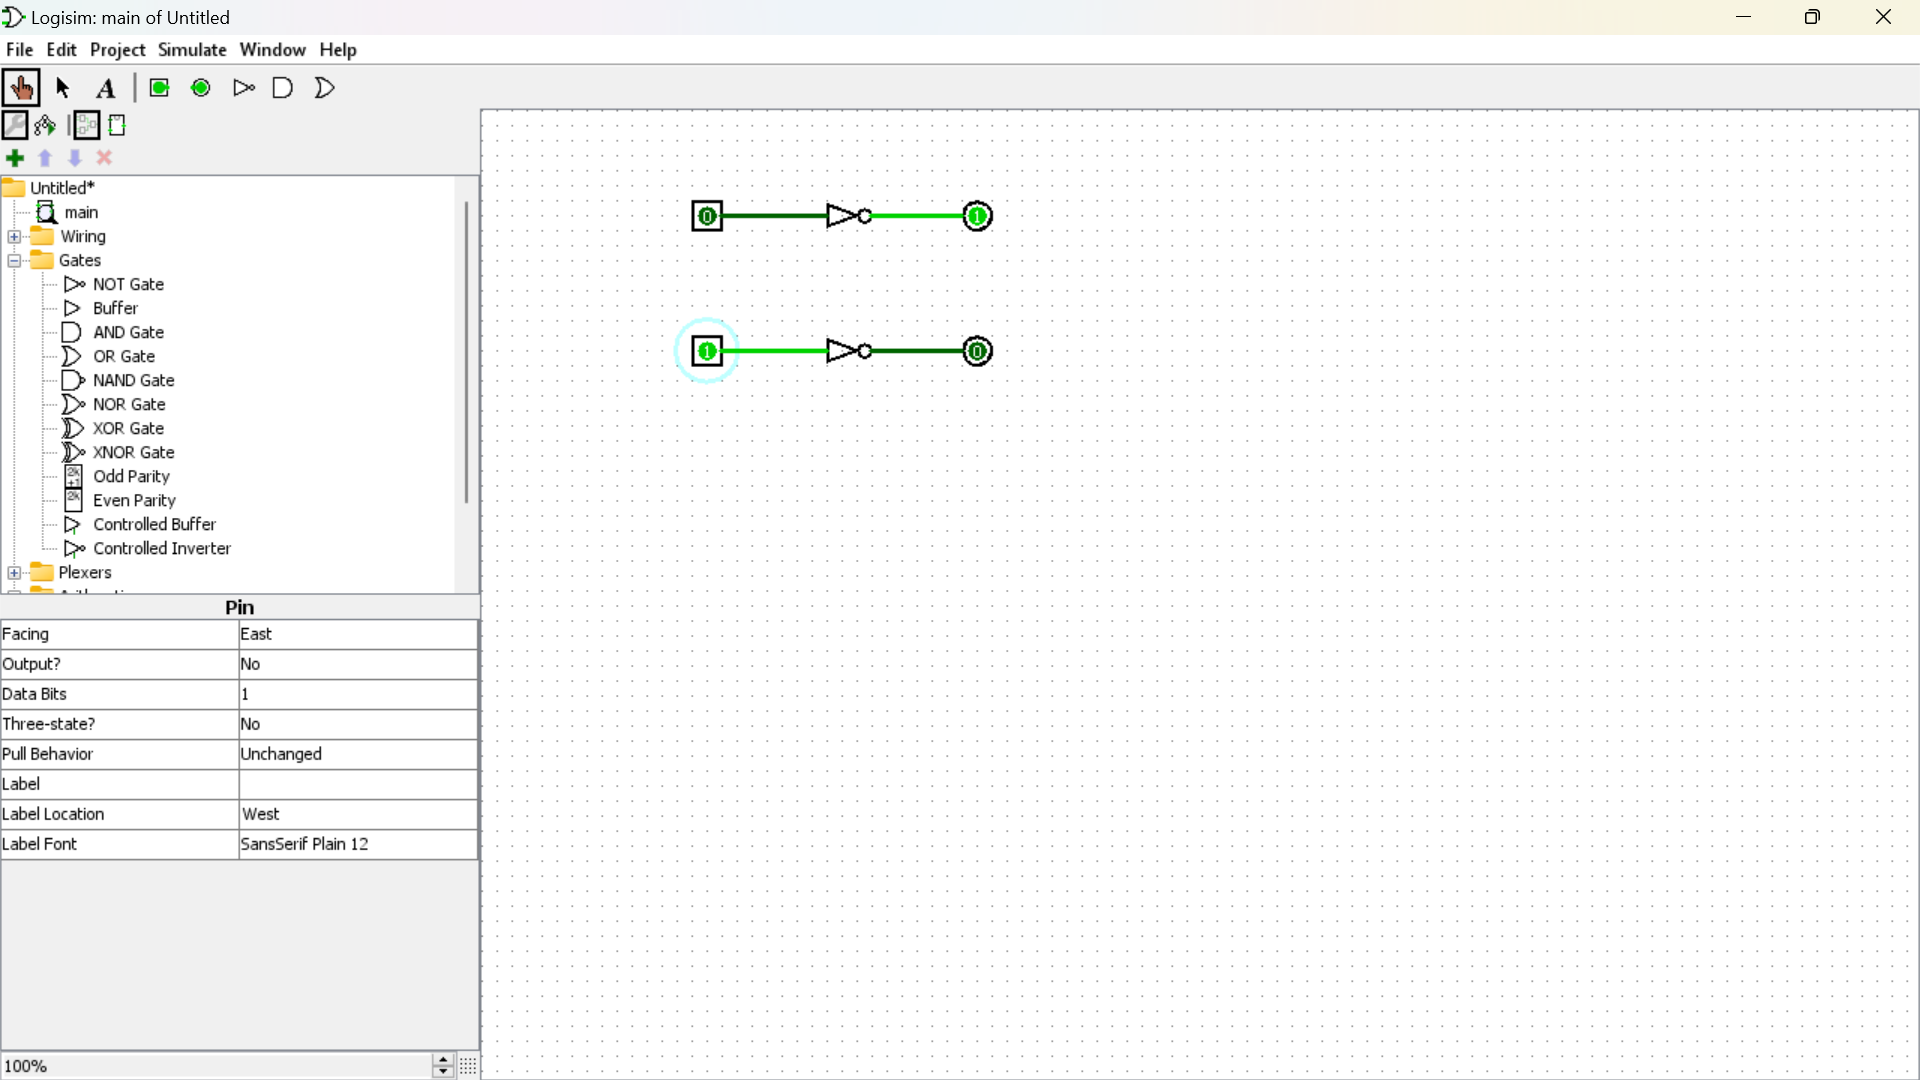 Logisim: main of Untitled
File Edit Project Simulate Window Help
A
Untitled*
main
Wiring
Gates
NOT Gate
Buffer
AND Gate
OR Gate
NAND Gate
NOR Gate
XOR Gate
XNOR Gate
2k
+1
Odd Parity
2k
Even Parity
Controlled Buffer
Controlled Inverter
Plexers
Pin
Facing East
Output? No
Data Bits 1
Three-state? No
Pull Behavior Unchanged
Label
Label Location West
Label Font SansSerif Plain 12
100%
0 1
1 0